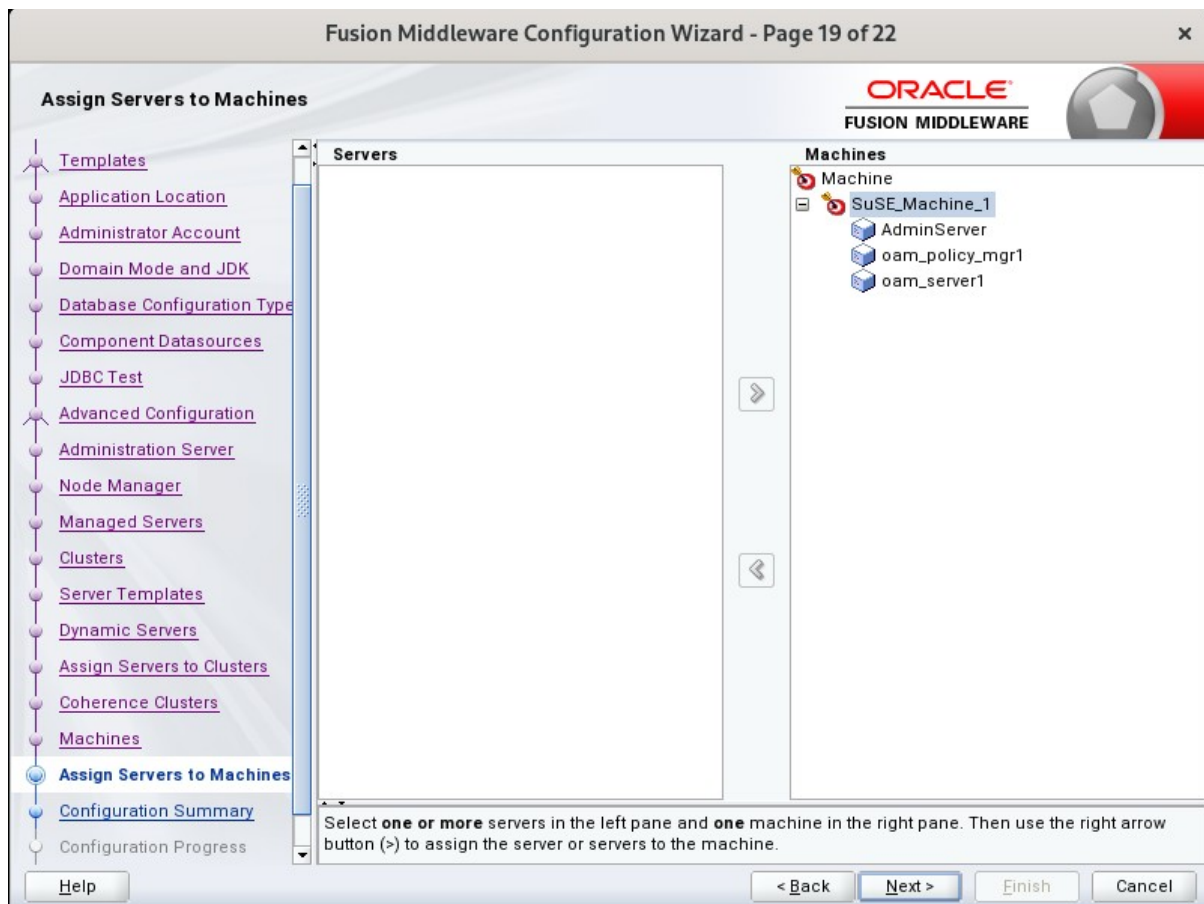 Fusion Middleware Configuration Wizard - Page 19 of 22
Assign Servers to Machines
ORACLE
FUSION MIDDLEWARE
Templates
Application Location
Administrator Account
Domain Mode and JDK
Database Configuration Type
Component Datasources
JDBC Test
Advanced Configuration
Administration Server
Node Manager
Managed Servers
Clusters
Server Templates
Dynamic Servers
Assign Servers to Clusters
Coherence Clusters
Machines
Assign Servers to Machines
Configuration Summary
Configuration Progress
Servers
Machines
Machine
SuSE_Machine_1
AdminServer
oam_policy_mgr1
oam_server1
Select one or more servers in the left pane and one machine in the right pane. Then use the right arrow
button (>) to assign the server or servers to the machine.
Help
< Back
Next >
Finish
Cancel